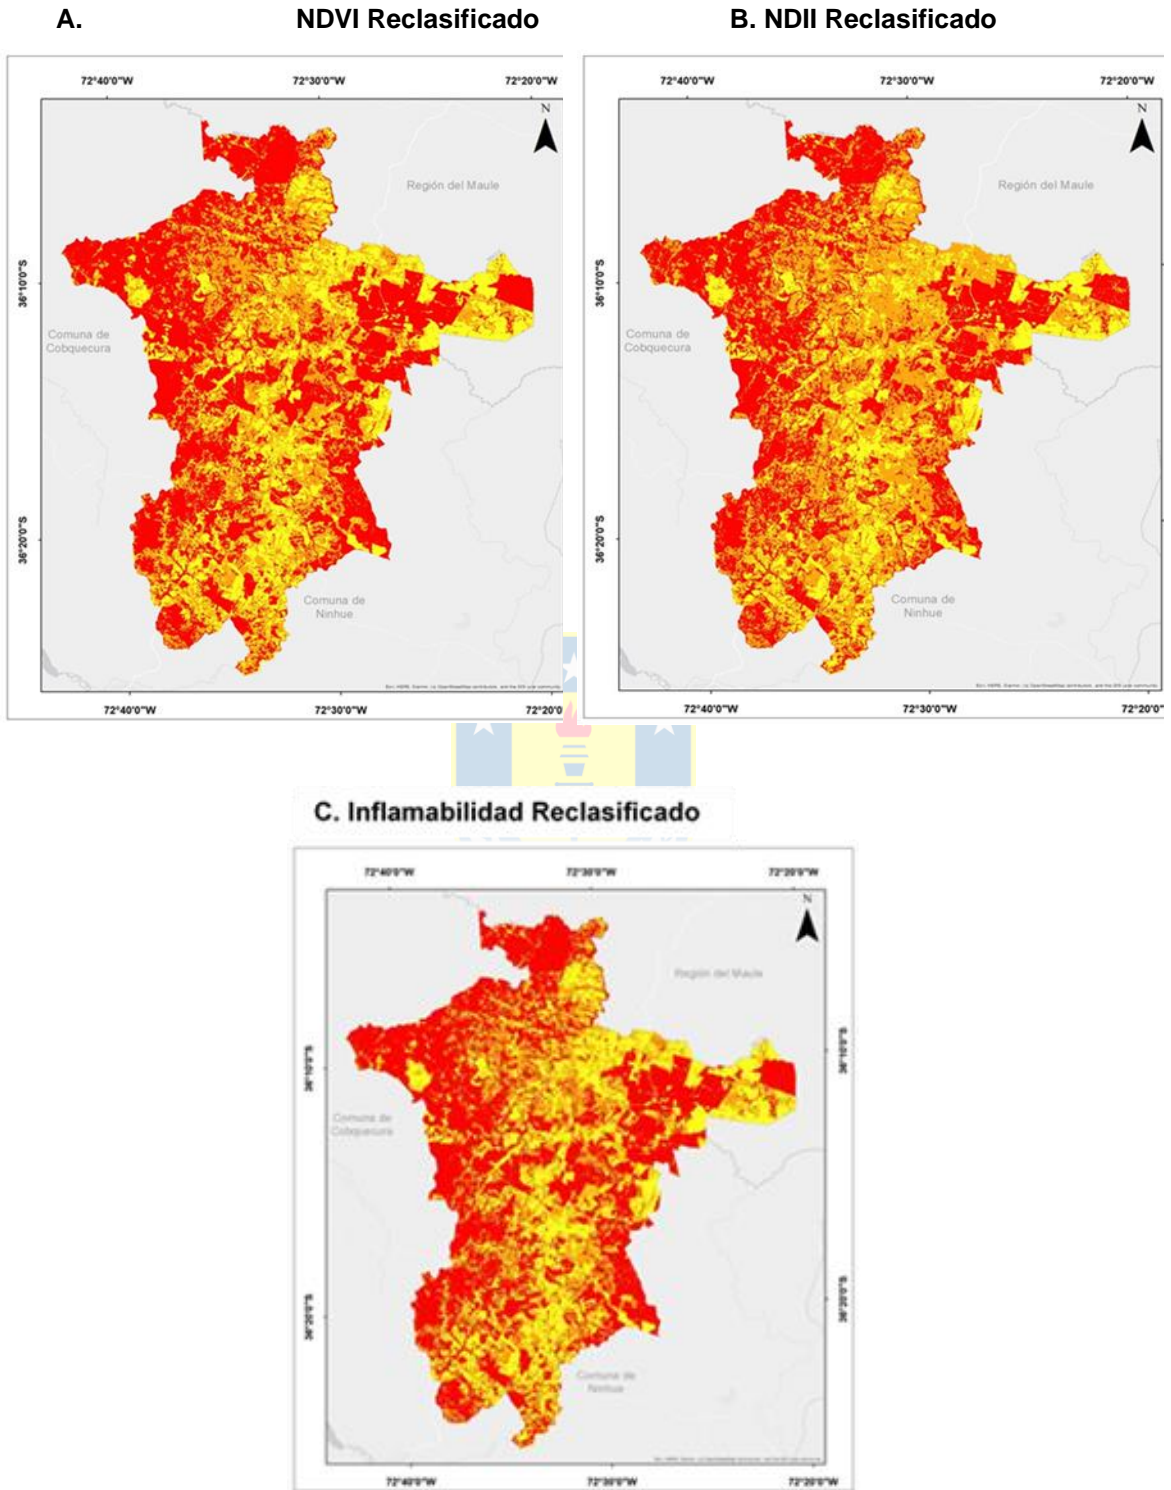 A. NDVI Reclasificado
B. NDII Reclasificado
72°40'0"W 72°30'0"W 72°20'0"W
N
Región del Maule
36°10'0"S
Comuna de
Cobquecura
36°20'0"S
Comuna de
Ninhue
72°40'0"W 72°30'0"W 72°20'0
72°40'0"W 72°30'0"W 72°20'0"W
N
Región del Maule
36°10'0"S
Comuna de
Cobquecura
36°20'0"S
Comuna de
Ninhue
72°40'0"W 72°30'0"W 72°20'0"W
C. Inflamabilidad Reclasificado
72°40'0"W 72°30'0"W 72°20'0"W
N
Región del Maule
36°10'0"S 36°10'0"S
Comuna de
Cobquecura
36°20'0"S 36°20'0"S
Comuna de
Ninhue
72°40'0"W 72°30'0"W 72°20'0"W